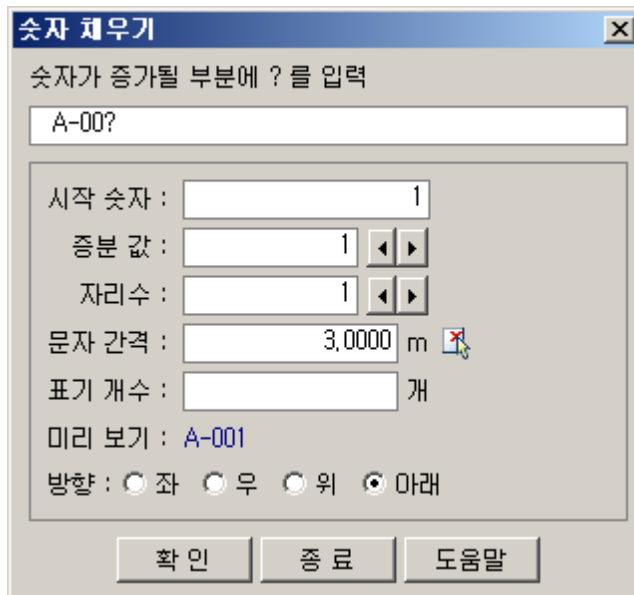 숫자 채우기
숫자가 증가될 부분에 ? 를 입력
A-00?
시작 숫자 : 1
증분 값 : 1
자리수 : 1
문자 간격 : 3.0000 m
표기 개수 : 개
미리 보기 : A-001
방향 : 좌 우 위 아래
확 인 종 료 도움말